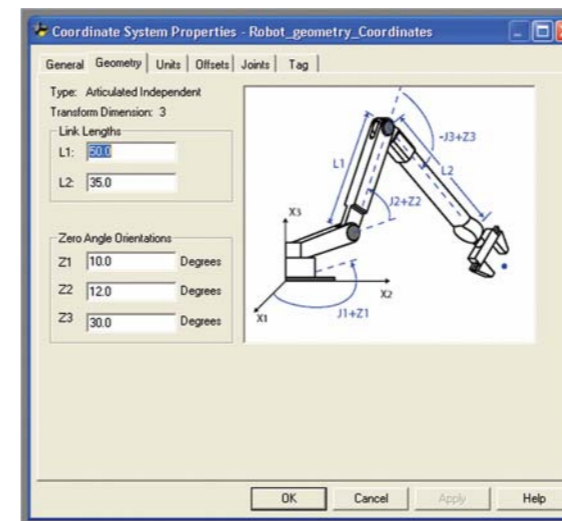 Coordinate System Properties - Robot_geometry_Coordinates
General Geometry Units Offsets Joints Tag
Type: Articulated Independent
Transform Dimension: 3
Link Lengths
L1: 50.0
L2: 35.0
Zero Angle Orientations
Z1 10.0 Degrees
Z2 12.0 Degrees
Z3 30.0 Degrees
-J3+Z3
L1
L2
J2+Z2
X3
X2
X1
J1+Z1
OK Cancel Apply Help